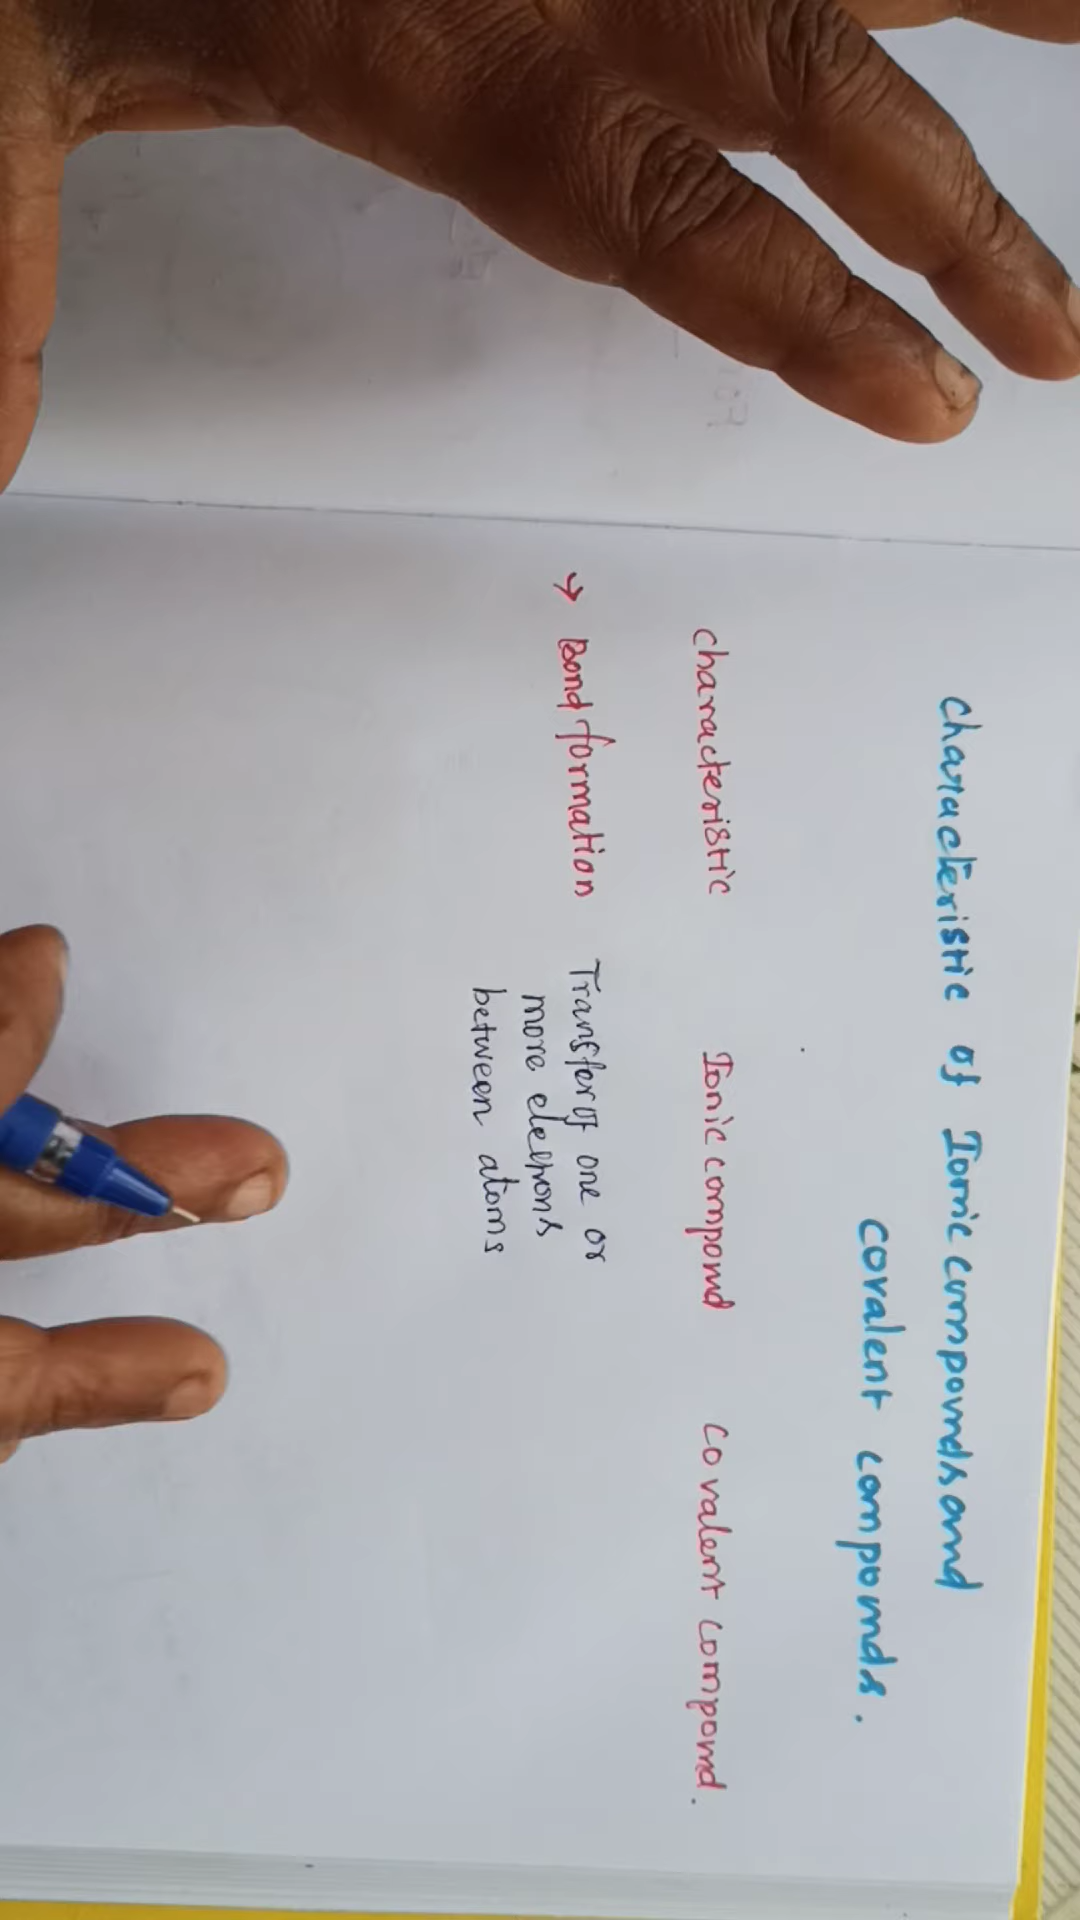 Characteristic of Ionic compounds and
covalent compounds.
Characteristic Ionic compound covalent compound.
→ Bond formation Transfer of one or
more electrons
between atoms